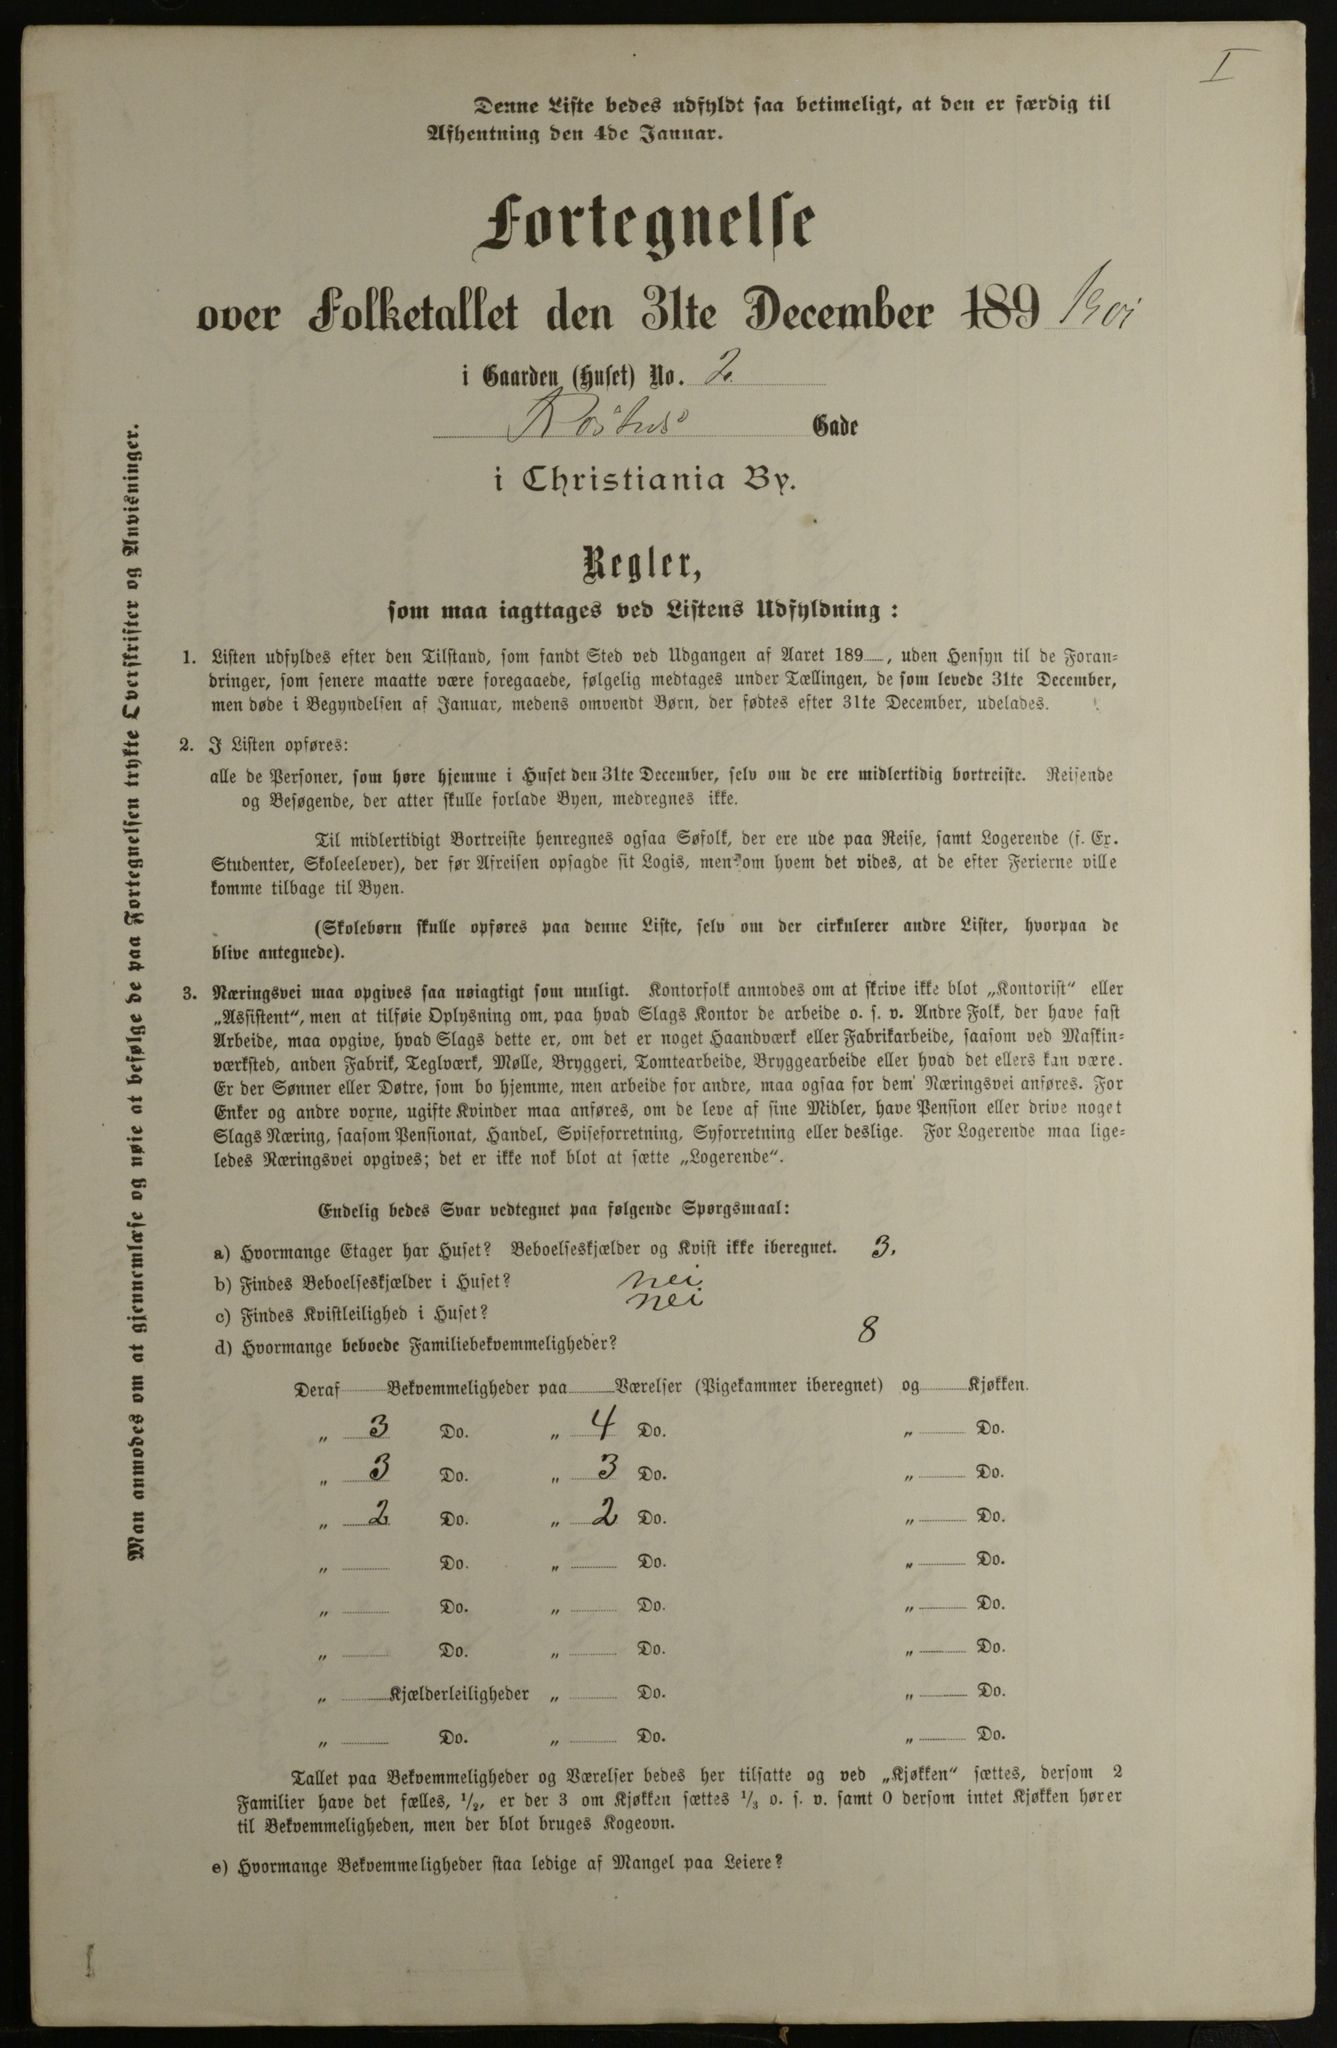 I
Denne Liste bedes udfyldt saa betimeligt, at den er færdig til
Afhentning den 4de Januar.
Fortegnelse
over Folketallet den 31te December 189 1901
i Gaarden (Huset) No. 2
Gade
i Christiania By.
Regler,
som maa iagttages ved Listens Udfyldning:
1. Listen udfyldes efter den Tilstand, som fandt Sted ved Udgangen af Aaret 189 , uden Hensyn til de Foran-
dringer, som senere maatte være foregaaede, følgelig medtages under Tællingen, de som levede 31te December,
men døde i Begyndelsen af Januar, medens omvendt Børn, der fødtes efter 31te December, udelades.
2. I Listen opføres:
alle de Personer, som høre hjemme i Huset den 31te December, selv om de ere midlertidig bortreiste. Reisende
og Besøgende, der atter skulle forlade Byen, medregnes ikke.
Til midlertidigt Bortreiste henregnes ogsaa Søfolk, der ere ude paa Reise, samt Logerende (f. Ex.
Studenter, Skoleelever), der før Afreisen opsagde sit Logis, men om hvem det vides, at de efter Ferierne ville
komme tilbage til Byen.
(Skolebørn skulle opføres paa denne Liste, selv om der cirkulerer andre Lister, hvorpaa de
blive antegnede).
3. Næringsvei maa opgives saa nøiagtigt som muligt. Kontorfolk anmodes om at skrive ikke blot „Kontorist“ eller
„Assistent“, men at tilføie Oplysning om, paa hvad Slags Kontor de arbeide o. s. v. Andre Folk, der have fast
Arbeide, maa opgive, hvad Slags dette er, om det er noget Haandværk eller Fabrikarbeide, saasom ved Maskin-
værksted, anden Fabrik, Teglværk, Mølle, Bryggeri, Tomtearbeide, Bryggearbeide eller hvad det ellers kan være.
Er der Sønner eller Døtre, som bo hjemme, men arbeide for andre, maa ogsaa for dem Næringsvei anføres. For
Enker og andre voxne, ugifte Kvinder maa anføres, om de leve af sine Midler, have Pension eller drive noget
Slags Næring, saasom Pensionat, Handel, Spiseforretning, Syforretning eller deslige. For Logerende maa lige-
ledes Næringsvei opgives; det er ikke nok blot at sætte „Logerende“.
Endelig bedes Svar vedtegnet paa følgende Spørgsmaal:
a) Hvormange Etager har Huset? Beboelseskjælder og Kvist ikke iberegnet. 3.
b) Findes Beboelseskjælder i Huset? nei
c) Findes Kvistleilighed i Huset? nei
d) Hvormange beboede Familiebekvemmeligheder? 8
Deraf Bekvemmeligheder paa Værelser (Pigekammer iberegnet) og Kjøkken.
„ 3 Do. „ 4 Do. „ Do.
„ 3 Do. „ 3 Do. „ Do.
„ 2 Do. „ 2 Do. „ Do.
„ Do. „ Do. „ Do.
„ Do. „ Do. „ Do.
„ Do. „ Do. „ Do.
„ Kjælderleiligheder „ Do. „ Do.
„ Do. „ Do. „ Do.
Tallet paa Bekvemmeligheder og Værelser bedes her tilsatte og ved „Kjøkken“ sættes, dersom 2
Familier have det fælles, 1/2, er der 3 om Kjøkken sættes 1/3 o. s. v. samt 0 dersom intet Kjøkken hører
til Bekvemmeligheden, men der blot bruges Kogeovn.
e) Hvormange Bekvemmeligheder staa ledige af Mangel paa Leiere?
Man anmodes om at gjennemlæse og nøie at befølge de paa Fortegnelsen trykte Overskrifter og Anvisninger.